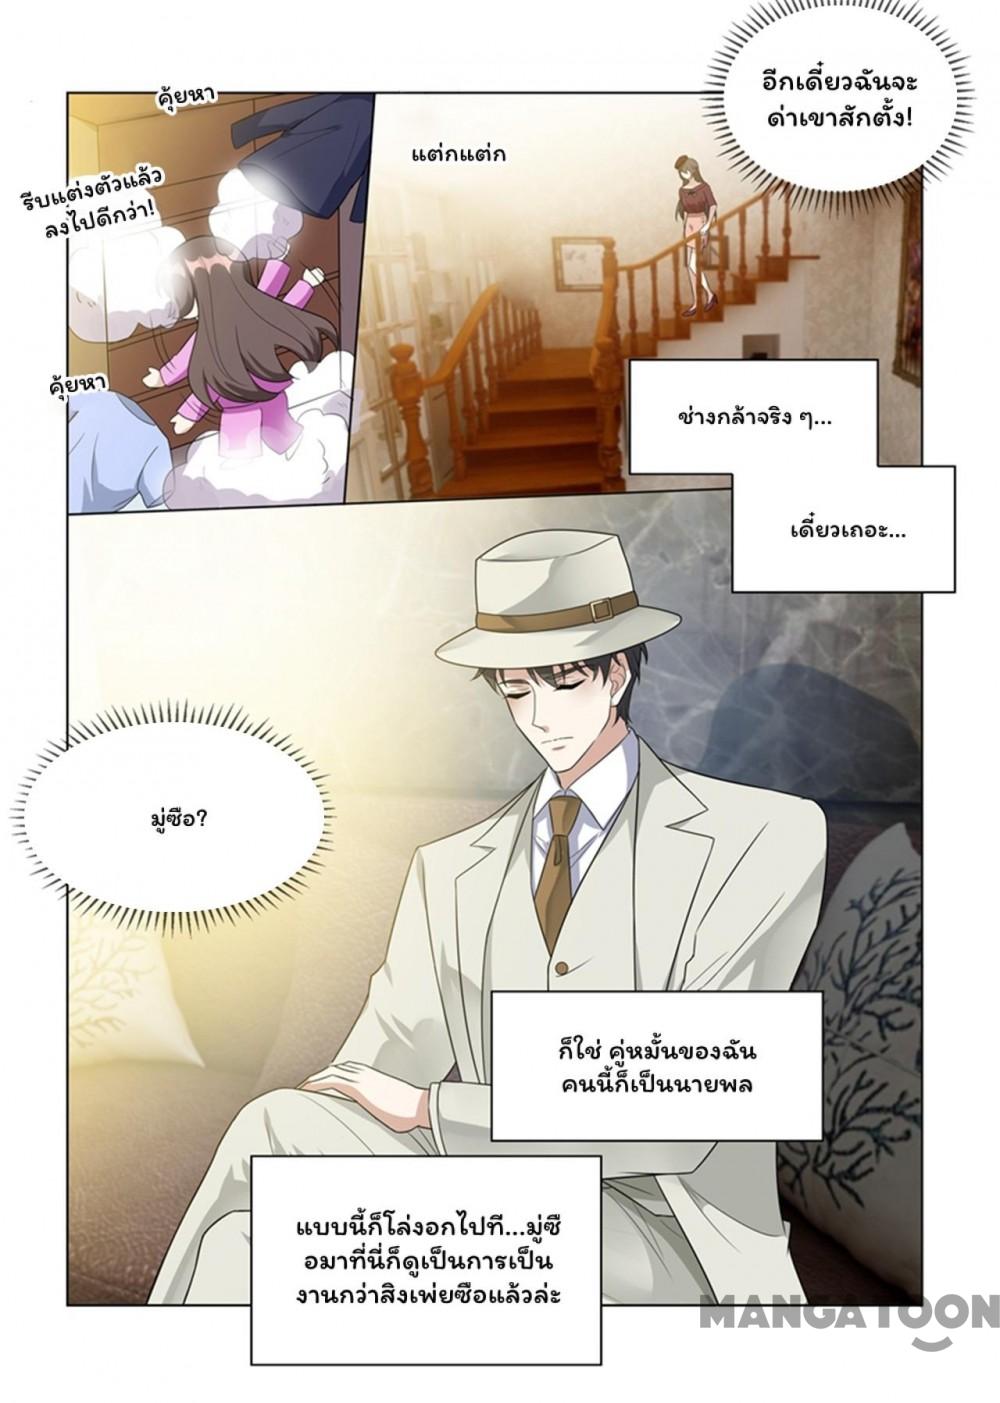 คุ้ยหา
รีบแต่งตัวแล้ว
ลงไปดีกว่า!
คุ้ยหา
แต่กแต่ก
อีกเดี๋ยวฉันจะ
ด่าเขาสักตั้ง!
ช่างกล้าจริง ๆ...
เดี๋ยวเถอะ...
มู่ซือ?
ก็ใช่ คู่หมั้นของฉัน
คนนี้ก็เป็นนายพล
แบบนี้ก็โล่งอกไปที...มู่ซื
อมาที่นี่ก็ดูเป็นการเป็น
งานกว่าสิงเพ่ยซือแล้วล่ะ
MANGATOON